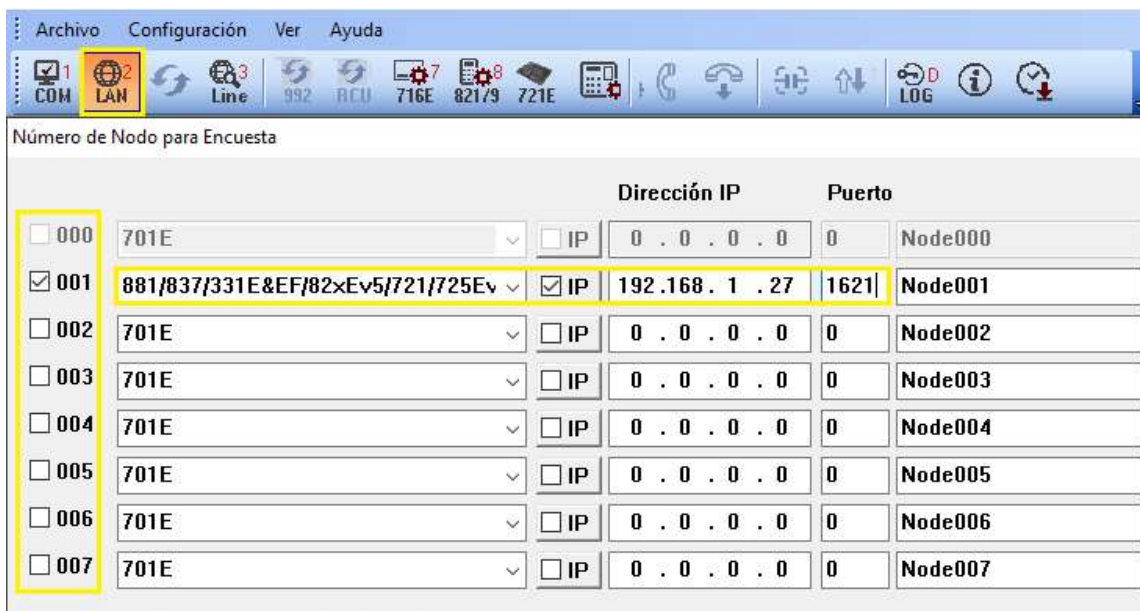 Archivo Configuración Ver Ayuda
1 2 3 7 8 D
COM LAN Line 992 RCU 716E 821/9 721E LOG
Número de Nodo para Encuesta
Dirección IP Puerto
000 701E IP 0 . 0 . 0 . 0 0 Node000
001 881/837/331E&EF/82xEv5/721/725Ev IP 192.168. 1 .27 1621 Node001
002 701E IP 0 . 0 . 0 . 0 0 Node002
003 701E IP 0 . 0 . 0 . 0 0 Node003
004 701E IP 0 . 0 . 0 . 0 0 Node004
005 701E IP 0 . 0 . 0 . 0 0 Node005
006 701E IP 0 . 0 . 0 . 0 0 Node006
007 701E IP 0 . 0 . 0 . 0 0 Node007